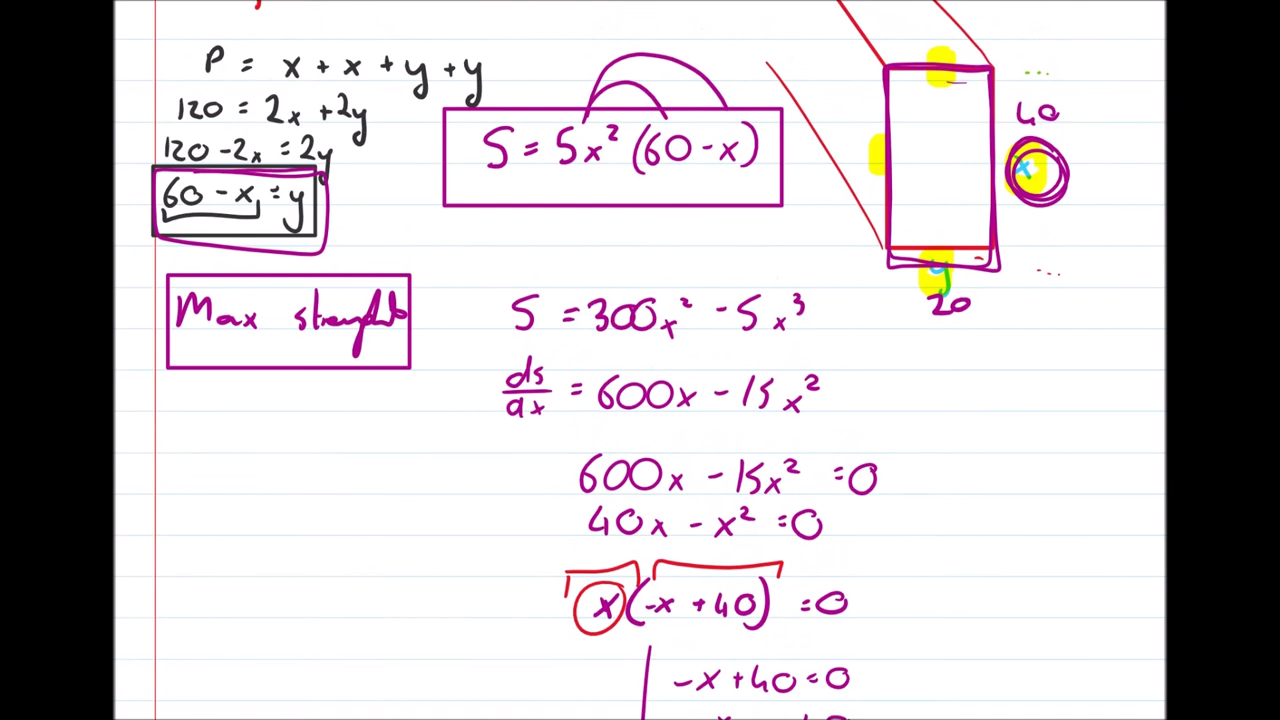 P = x + x + y + y
120 = 2x + 2y
120 - 2x = 2y
60 - x = y
S = 5x² (60 - x)
40
x
y
20
Max strength
S = 300x² - 5x³
ds/dx = 600x - 15x²
600x - 15x² = 0
40x - x² = 0
x(-x + 40) = 0
-x + 40 = 0